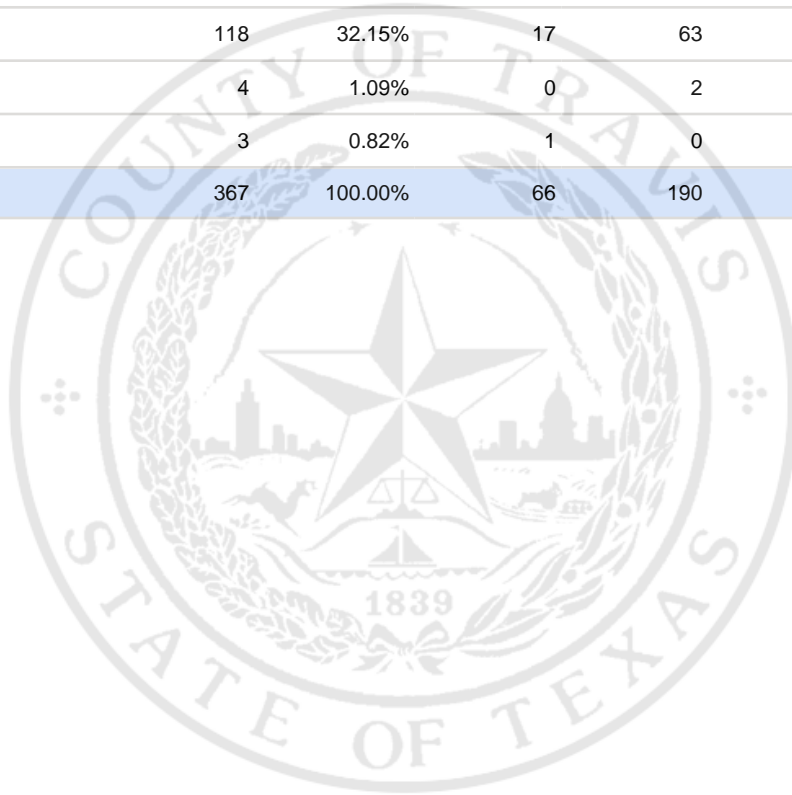 118 32.15% 17 63
4 1.09% 0 2
3 0.82% 1 0
367 100.00% 66 190
COUNTY OF TRAVIS
1839
STATE OF TEXAS